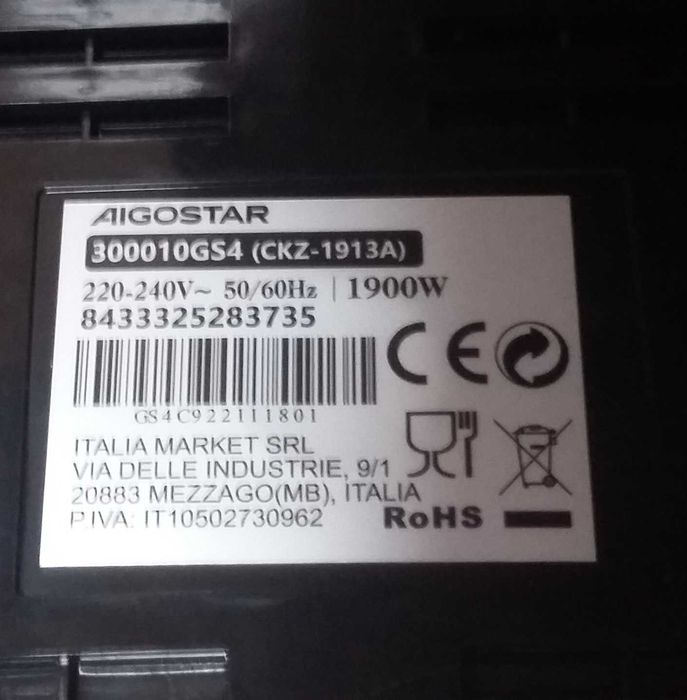 AIGOSTAR
300010GS4 (CKZ-1913A)
220-240V~ 50/60Hz | 1900W
8433325283735
GS4C922111801
ITALIA MARKET SRL
VIA DELLE INDUSTRIE, 9/1
20883 MEZZAGO(MB), ITALIA
P.IVA: IT10502730962
CE
RoHS